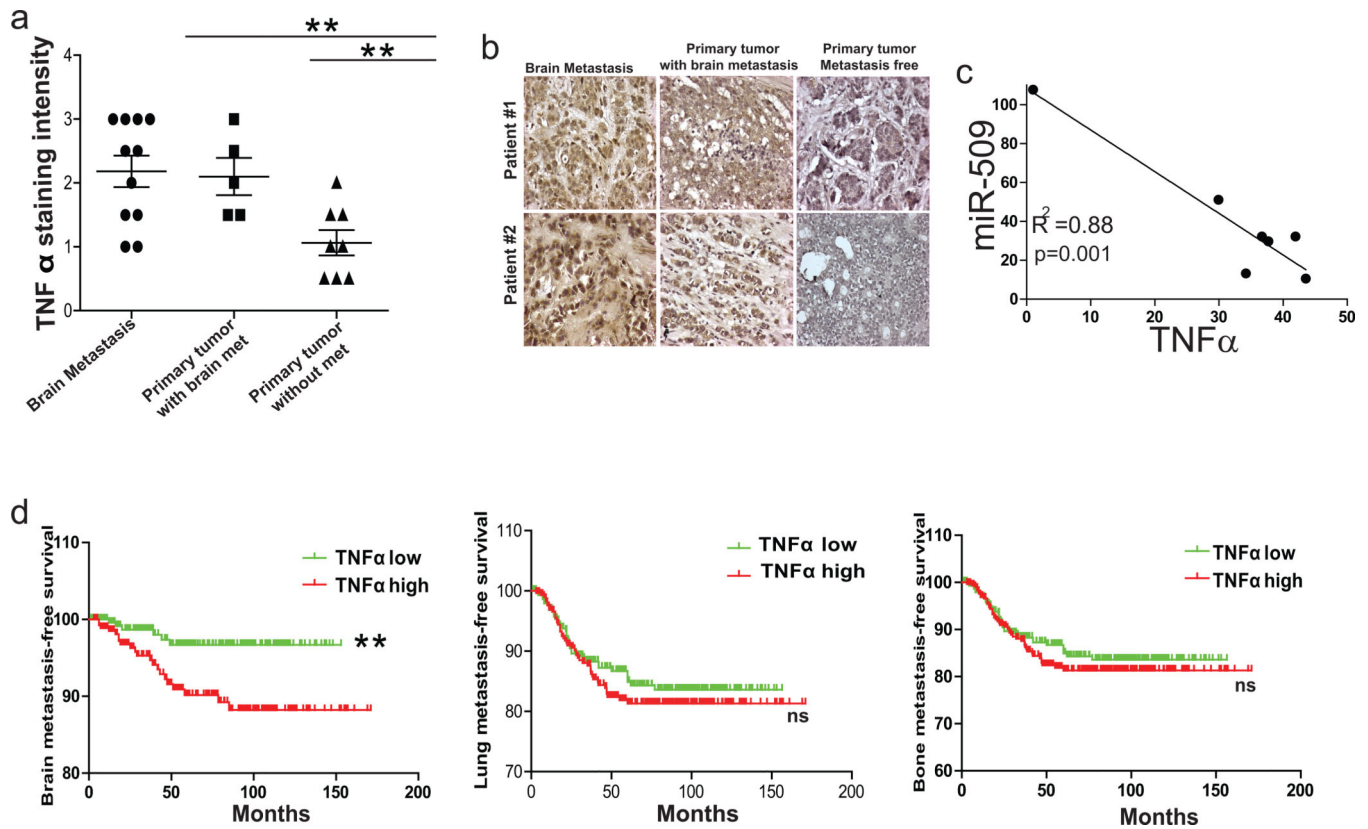 a
**
**
TNF α staining intensity
4
3
2
1
0
Brain Metastasis
Primary tumor
with brain met
Primary tumor
without met
b
Brain Metastasis
Primary tumor
with brain metastasis
Primary tumor
Metastasis free
Patient #1
Patient #2
c
miR-509
100
80
60
40
20
0
R²=0.88
p=0.001
0 10 20 30 40 50
TNFα
d
Brain metastasis-free survival
110
100
90
80
TNFα low
TNFα high
**
0 50 100 150 200
Months
Lung metastasis-free survival
110
100
90
80
70
TNFα low
TNFα high
ns
0 50 100 150 200
Months
Bone metastasis-free survival
110
100
90
80
70
60
TNFα low
TNFα high
ns
0 50 100 150 200
Months